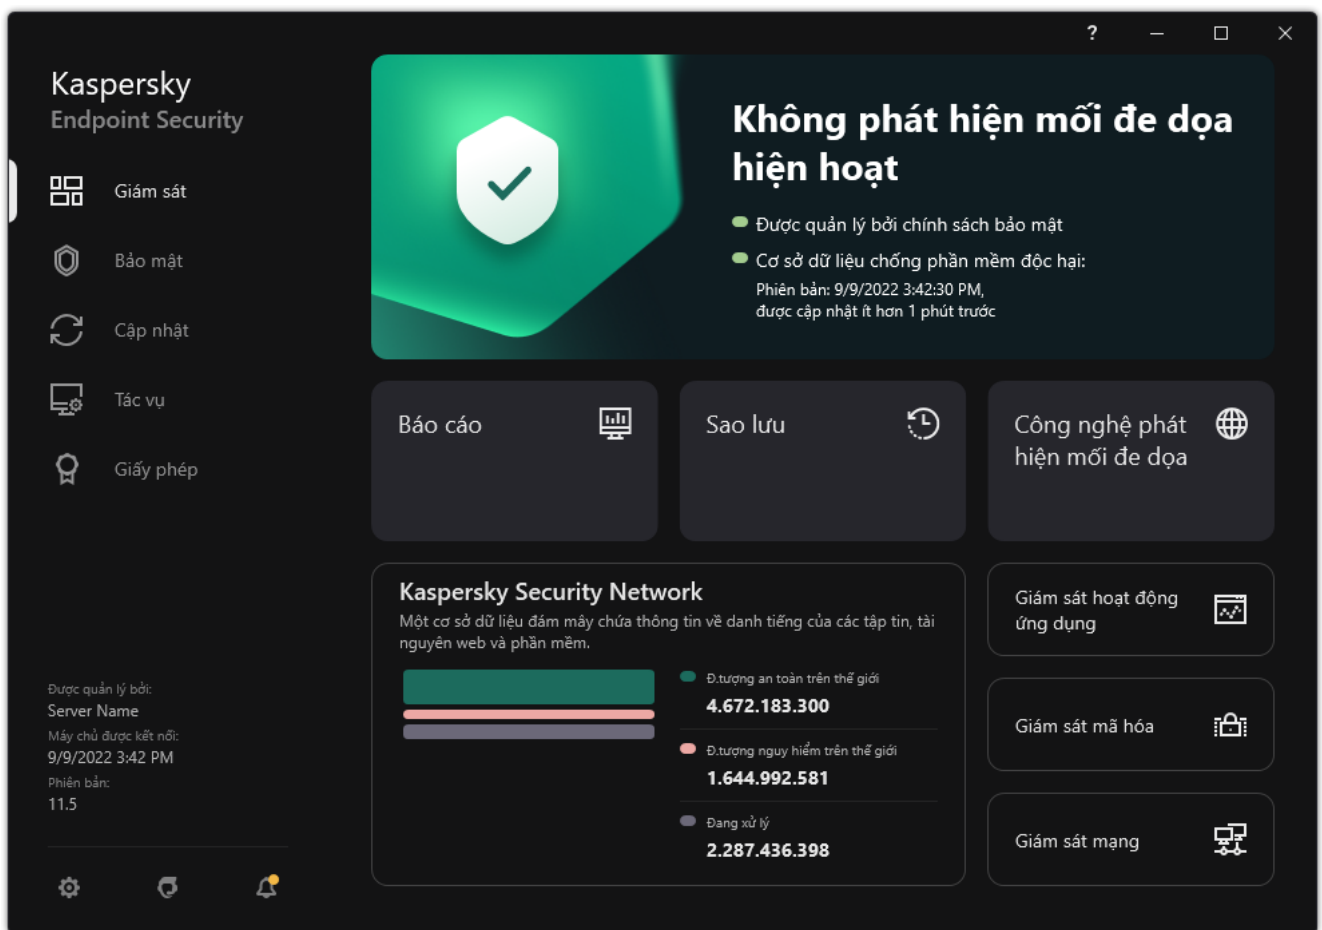 ?
Kaspersky
Endpoint Security
Giám sát
Bảo mật
Cập nhật
Tác vụ
Giấy phép
Được quản lý bởi:
Server Name
Máy chủ được kết nối:
9/9/2022 3:42 PM
Phiên bản:
11.5
Không phát hiện mối đe dọa
hiện hoạt
Được quản lý bởi chính sách bảo mật
Cơ sở dữ liệu chống phần mềm độc hại:
Phiên bản: 9/9/2022 3:42:30 PM,
được cập nhật ít hơn 1 phút trước
Báo cáo
Sao lưu
Công nghệ phát
hiện mối đe dọa
Kaspersky Security Network
Một cơ sở dữ liệu đám mây chứa thông tin về danh tiếng của các tập tin, tài
nguyên web và phần mềm.
Đ.tượng an toàn trên thế giới
4.672.183.300
Đ.tượng nguy hiểm trên thế giới
1.644.992.581
Đang xử lý
2.287.436.398
Giám sát hoạt động
ứng dụng
Giám sát mã hóa
Giám sát mạng